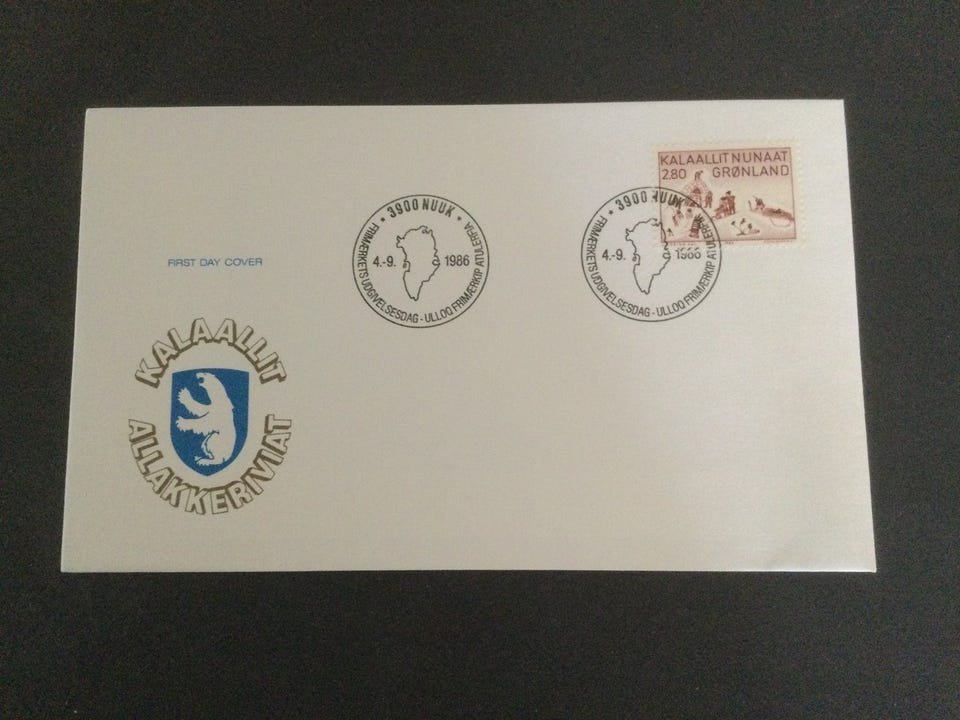 KALAALLIT NUNAAT
2.80 GRØNLAND
* 3900 NUUK *
4.-9. 1986
FRIMÆRKETS UDGIVELSESDAG - ULLOQ FRIMÆRKIP ATULERFIA
* 3900 NUUK
4.-9. 1986
FRIMÆRKETS UDGIVELSESDAG - ULLOQ FRIMÆRKIP ATULERFIA
FIRST DAY COVER
KALAALLIT
ALLAKKERIVIAT